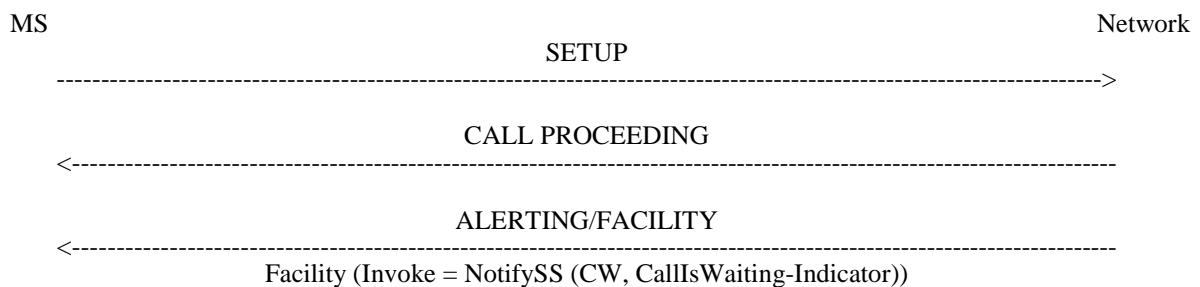 MS Network
SETUP
----------------------------------------------------------------------------------------------------------------------->
CALL PROCEEDING
<-----------------------------------------------------------------------------------------------------------------------
ALERTING/FACILITY
<-----------------------------------------------------------------------------------------------------------------------
Facility (Invoke = NotifySS (CW, CallIsWaiting-Indicator))